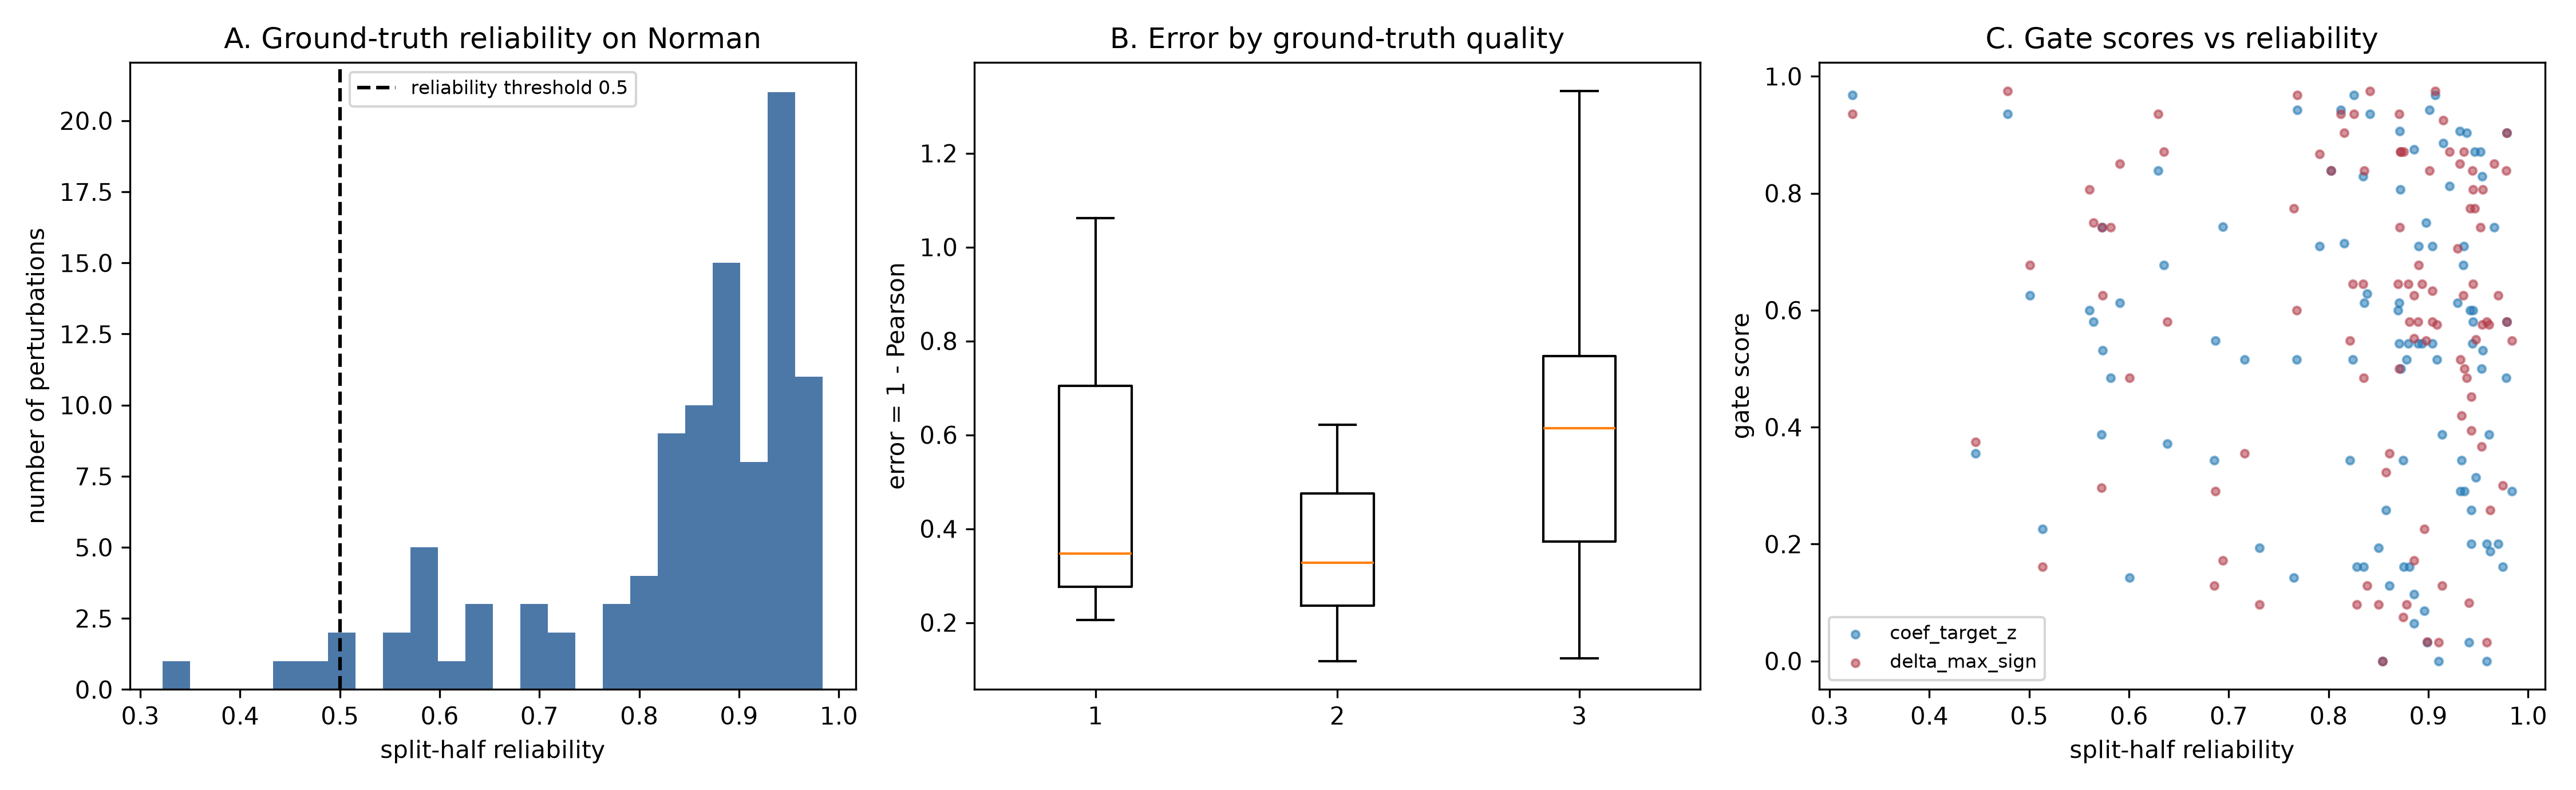 A. Ground-truth reliability on Norman
number of perturbations
20.0
17.5
15.0
12.5
10.0
7.5
5.0
2.5
0.0
reliability threshold 0.5
0.3 0.4 0.5 0.6 0.7 0.8 0.9 1.0
split-half reliability
B. Error by ground-truth quality
error = 1 - Pearson
1.2
1.0
0.8
0.6
0.4
0.2
1 2 3
C. Gate scores vs reliability
gate score
1.0
0.8
0.6
0.4
0.2
0.0
coef_target_z
delta_max_sign
0.3 0.4 0.5 0.6 0.7 0.8 0.9 1.0
split-half reliability